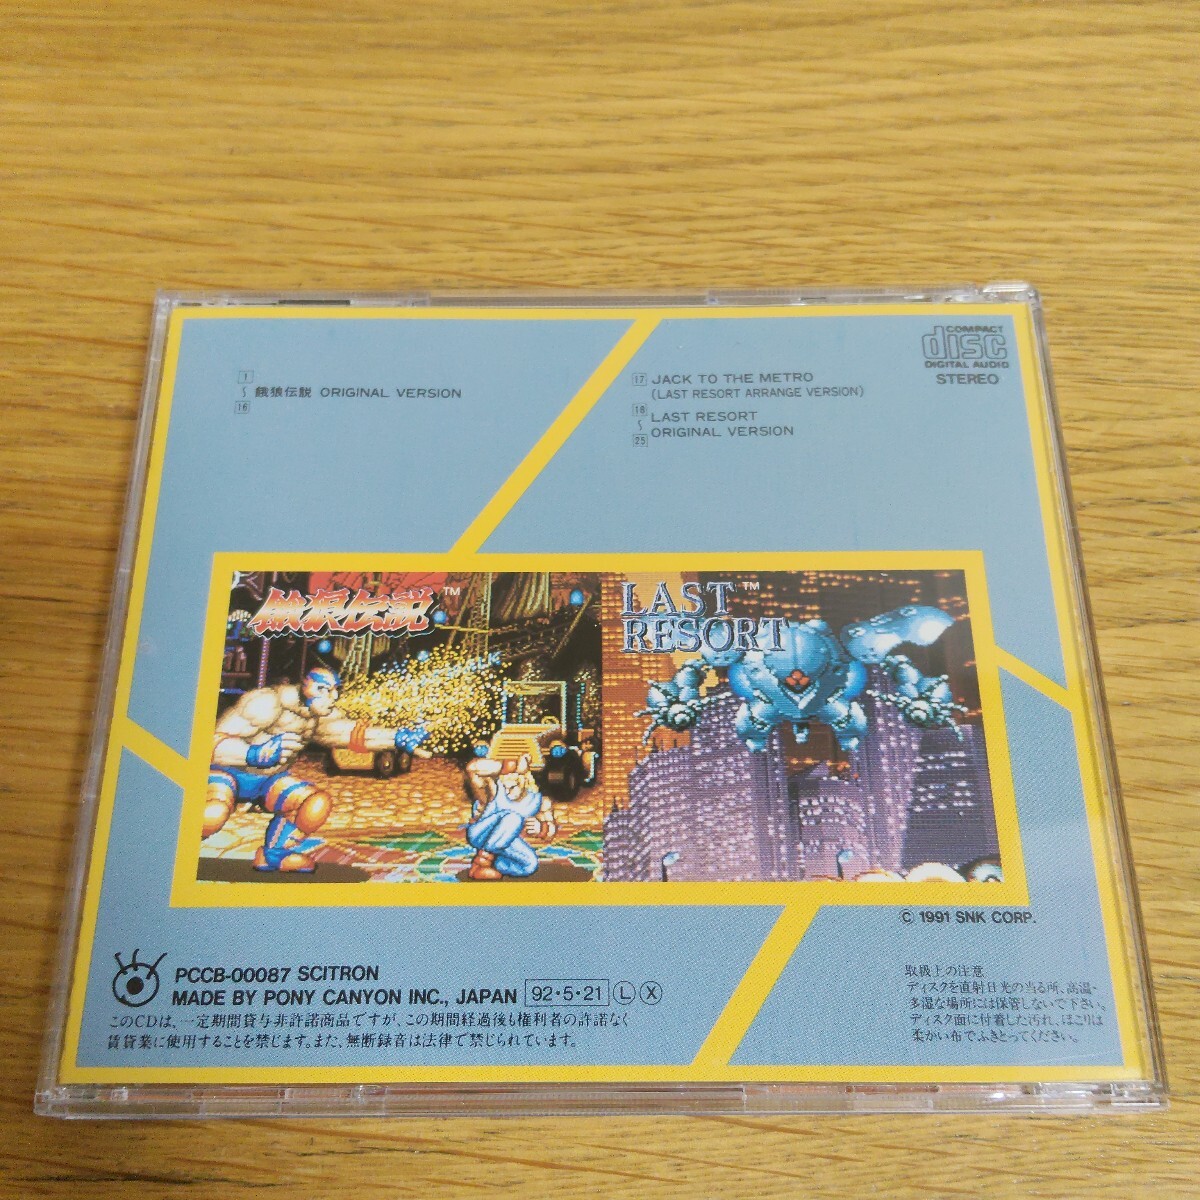 1
〜 餓狼伝説 ORIGINAL VERSION
16
17 JACK TO THE METRO
(LAST RESORT ARRANGE VERSION)
18 LAST RESORT
〜 ORIGINAL VERSION
25
COMPACT
disc
DIGITAL AUDIO
STEREO
餓狼伝説™
LAST™
RESORT
© 1991 SNK CORP.
PCCB-00087 SCITRON
MADE BY PONY CANYON INC., JAPAN 92・5・21 L X
このCDは、一定期間貸与非許諾商品ですが、この期間経過後も権利者の許諾なく
賃貸業に使用することを禁じます。また、無断録音は法律で禁じられています。
取扱上の注意
ディスクを直射日光の当る所、高温・
多湿な場所には保管しないで下さい。
ディスク面に付着した汚れ、ほこりは
柔かい布でふきとってください。